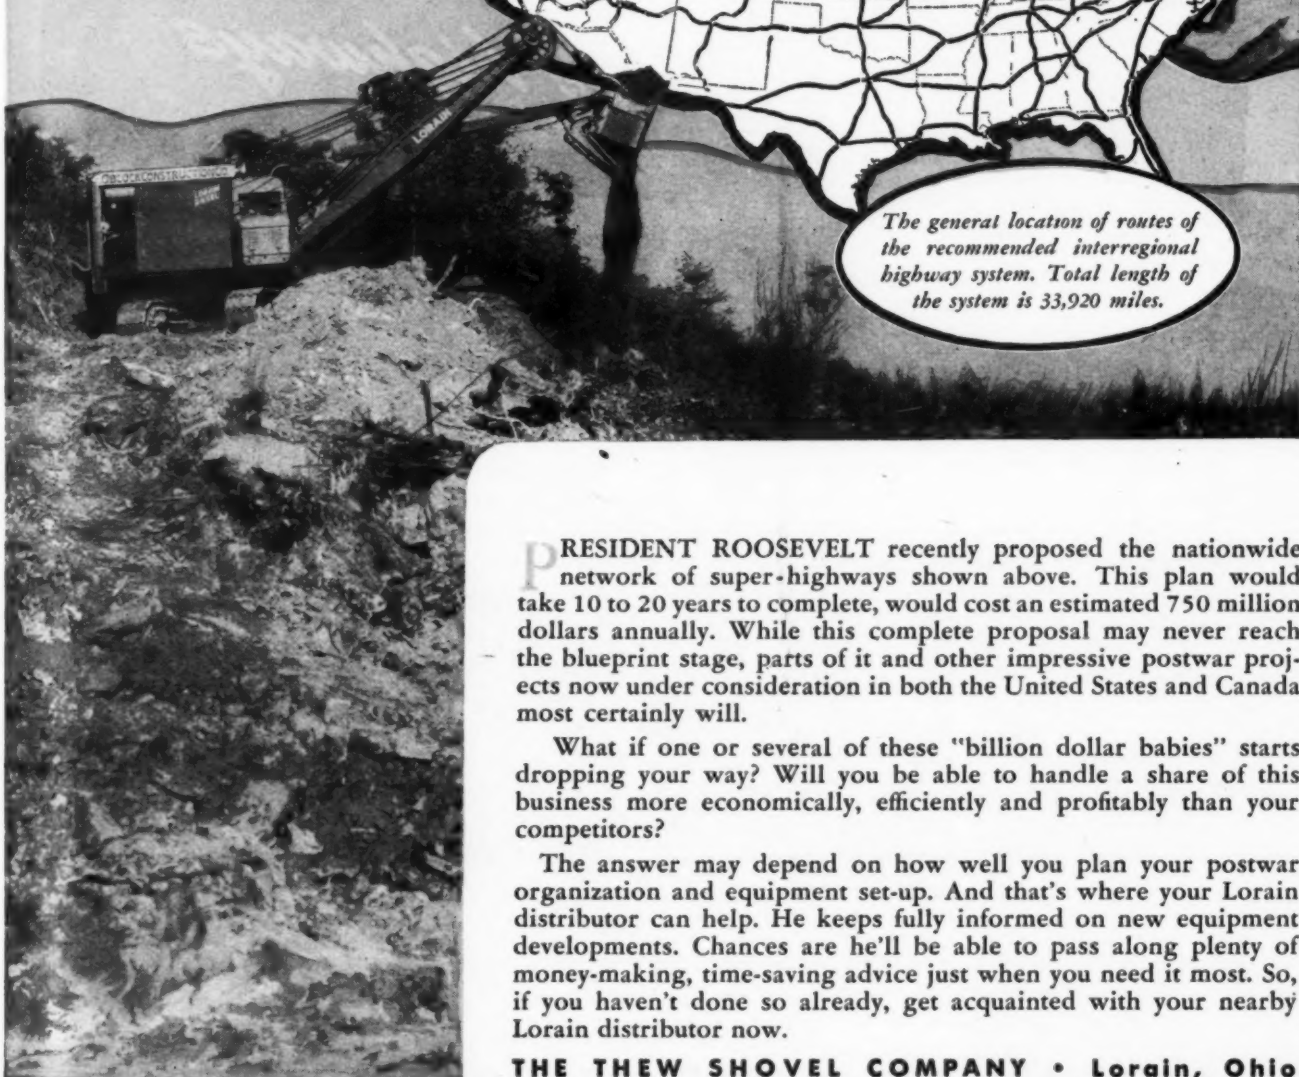 LORAIN
The general location of routes of
the recommended interregional
highway system. Total length of
the system is 33,920 miles.
PRESIDENT ROOSEVELT recently proposed the nationwide
network of super-highways shown above. This plan would
take 10 to 20 years to complete, would cost an estimated 750 million
dollars annually. While this complete proposal may never reach
the blueprint stage, parts of it and other impressive postwar proj-
ects now under consideration in both the United States and Canada
most certainly will.
What if one or several of these "billion dollar babies" starts
dropping your way? Will you be able to handle a share of this
business more economically, efficiently and profitably than your
competitors?
The answer may depend on how well you plan your postwar
organization and equipment set-up. And that's where your Lorain
distributor can help. He keeps fully informed on new equipment
developments. Chances are he'll be able to pass along plenty of
money-making, time-saving advice just when you need it most. So,
if you haven't done so already, get acquainted with your nearby
Lorain distributor now.
THE THEW SHOVEL COMPANY • Lorain, Ohio